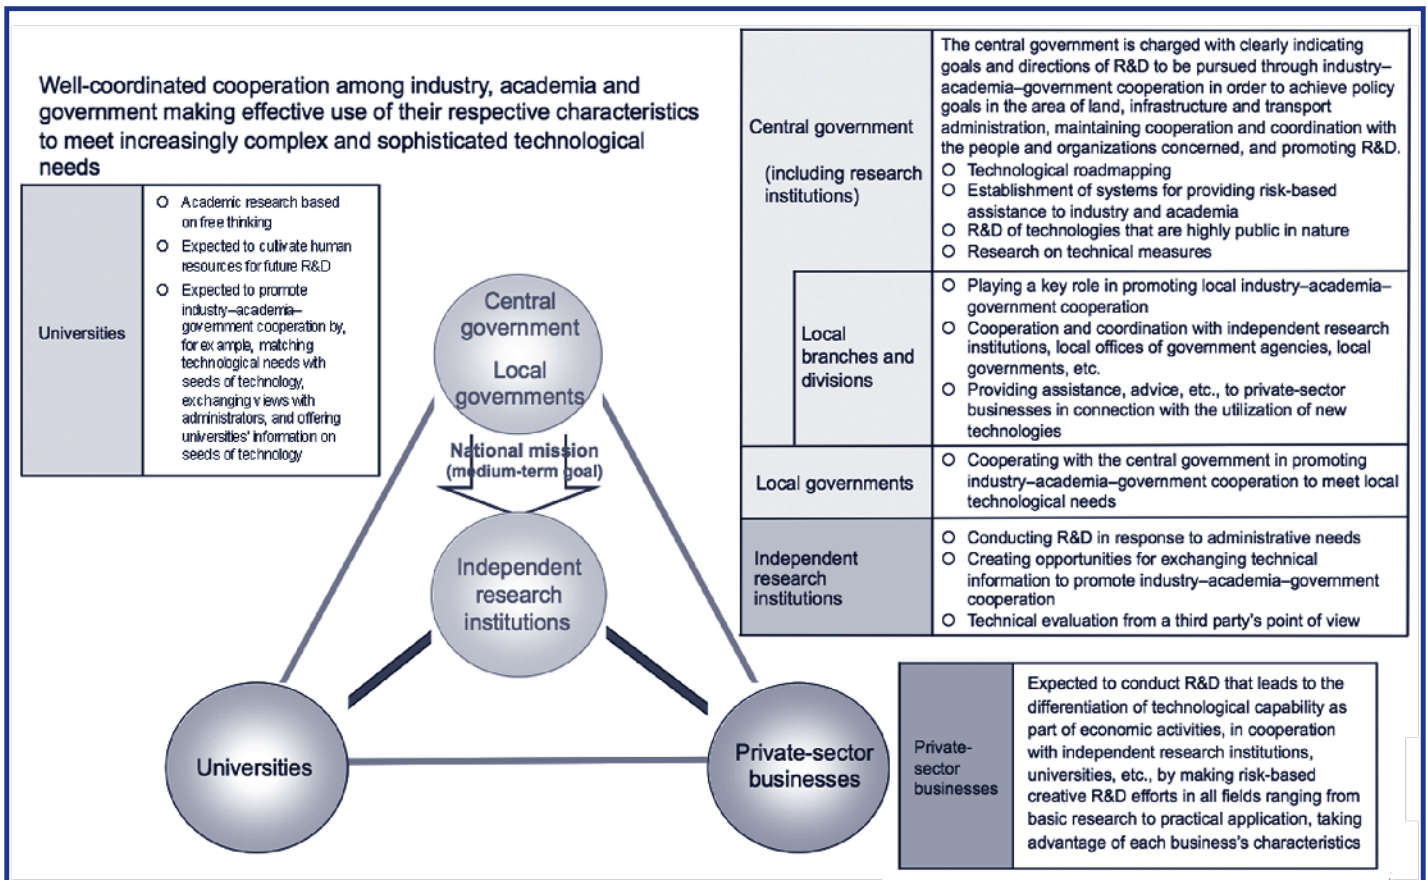 Well-coordinated cooperation among industry, academia and
government making effective use of their respective characteristics
to meet increasingly complex and sophisticated technological
needs
Universities
O Academic research based
on free thinking
O Expected to cultivate human
resources for future R&D
O Expected to promote
industry–academia–
government cooperation by,
for example, matching
technological needs with
seeds of technology,
exchanging views with
administrators, and offering
universities' information on
seeds of technology
Central
government
Local
governments
National mission
(medium-term goal)
Independent
research
institutions
Universities
Private-sector
businesses
Central government
(including research
institutions)
The central government is charged with clearly indicating
goals and directions of R&D to be pursued through industry–
academia–government cooperation in order to achieve policy
goals in the area of land, infrastructure and transport
administration, maintaining cooperation and coordination with
the people and organizations concerned, and promoting R&D.
O Technological roadmapping
O Establishment of systems for providing risk-based
assistance to industry and academia
O R&D of technologies that are highly public in nature
O Research on technical measures
Local
branches and
divisions
O Playing a key role in promoting local industry–academia–
government cooperation
O Cooperation and coordination with independent research
institutions, local offices of government agencies, local
governments, etc.
O Providing assistance, advice, etc., to private-sector
businesses in connection with the utilization of new
technologies
Local governments
O Cooperating with the central government in promoting
industry–academia–government cooperation to meet local
technological needs
Independent
research
institutions
O Conducting R&D in response to administrative needs
O Creating opportunities for exchanging technical
information to promote industry–academia–government
cooperation
O Technical evaluation from a third party's point of view
Private-
sector
businesses
Expected to conduct R&D that leads to the
differentiation of technological capability as
part of economic activities, in cooperation
with independent research institutions,
universities, etc., by making risk-based
creative R&D efforts in all fields ranging from
basic research to practical application, taking
advantage of each business's characteristics